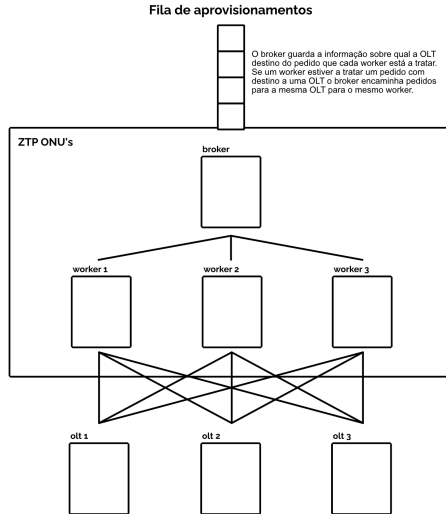 Fila de aprovisionamentos
O broker guarda a informação sobre qual a OLT
destino do pedido que cada worker está a tratar.
Se um worker estiver a tratar um pedido com
destino a uma OLT o broker encaminha pedidos
para a mesma OLT para o mesmo worker.
ZTP ONU's
broker
worker 1
worker 2
worker 3
olt 1
olt 2
olt 3